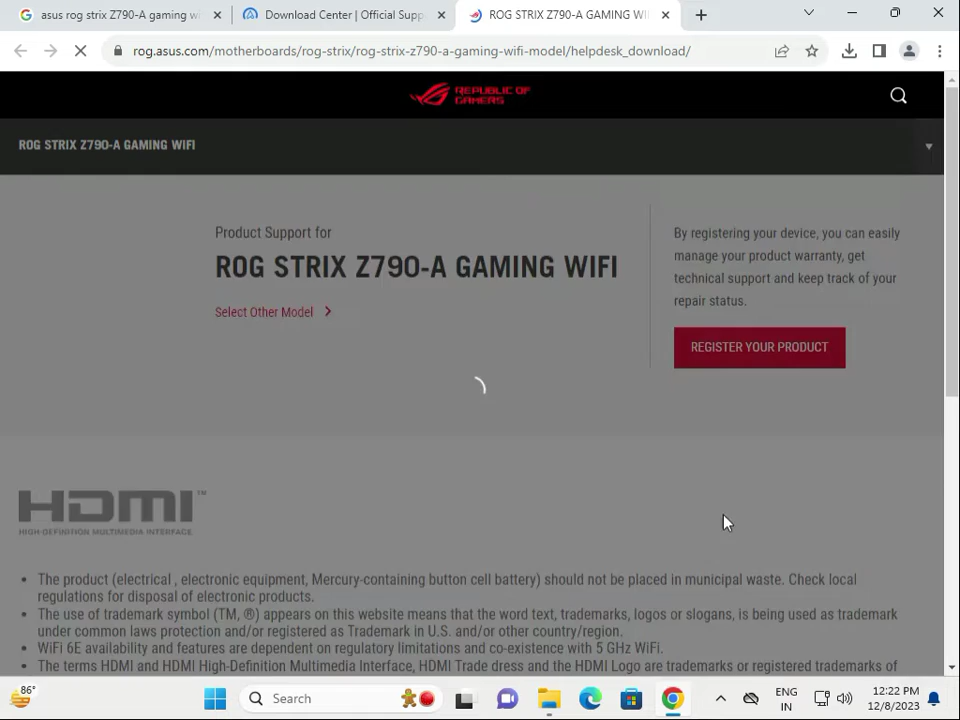 asus rog strix Z790-A gaming wi
Download Center | Official Supp
ROG STRIX Z790-A GAMING WI
rog.asus.com/motherboards/rog-strix/rog-strix-z790-a-gaming-wifi-model/helpdesk_download/
REPUBLIC OF
GAMERS
ROG STRIX Z790-A GAMING WIFI
Product Support for
ROG STRIX Z790-A GAMING WIFI
Select Other Model
By registering your device, you can easily
manage your product warranty, get
technical support and keep track of your
repair status.
REGISTER YOUR PRODUCT
HDMI™
HIGH-DEFINITION MULTIMEDIA INTERFACE
• The product (electrical , electronic equipment, Mercury-containing button cell battery) should not be placed in municipal waste. Check local
regulations for disposal of electronic products.
• The use of trademark symbol (TM, ®) appears on this website means that the word text, trademarks, logos or slogans, is being used as trademark
under common laws protection and/or registered as Trademark in U.S. and/or other country/region.
• WiFi 6E availability and features are dependent on regulatory limitations and co-existence with 5 GHz WiFi.
• The terms HDMI and HDMI High-Definition Multimedia Interface, HDMI Trade dress and the HDMI Logo are trademarks or registered trademarks of
86°
Search
ENG
IN
12:22 PM
12/8/2023